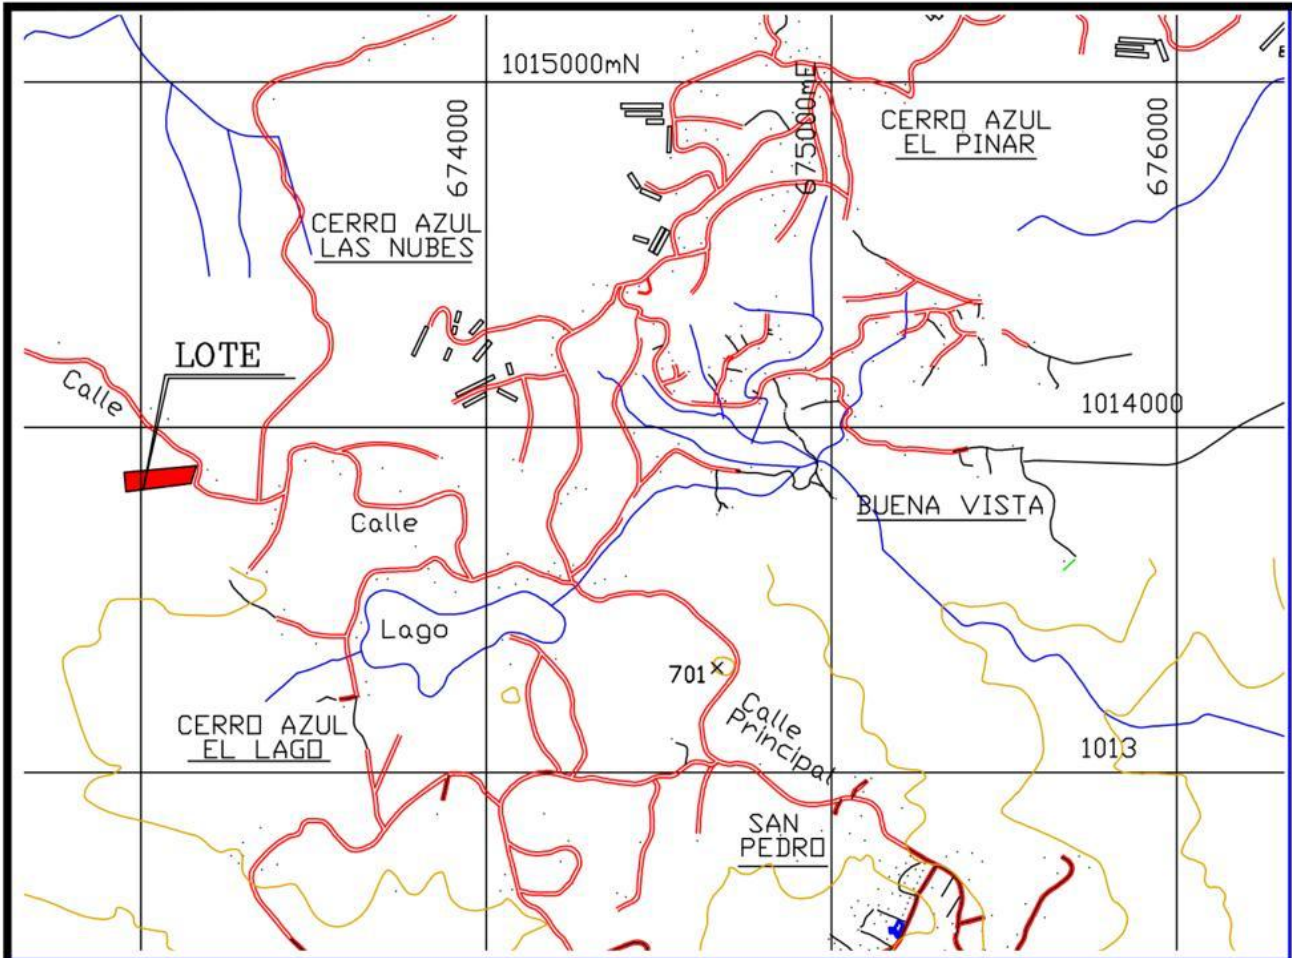 1015000mN
674000
675000mE
676000
CERRO AZUL
EL PINAR
CERRO AZUL
LAS NUBES
LOTE
Calle
1014000
Calle
BUENA VISTA
Lago
701
Calle
Principal
CERRO AZUL
EL LAGO
1013
SAN
PEDRO